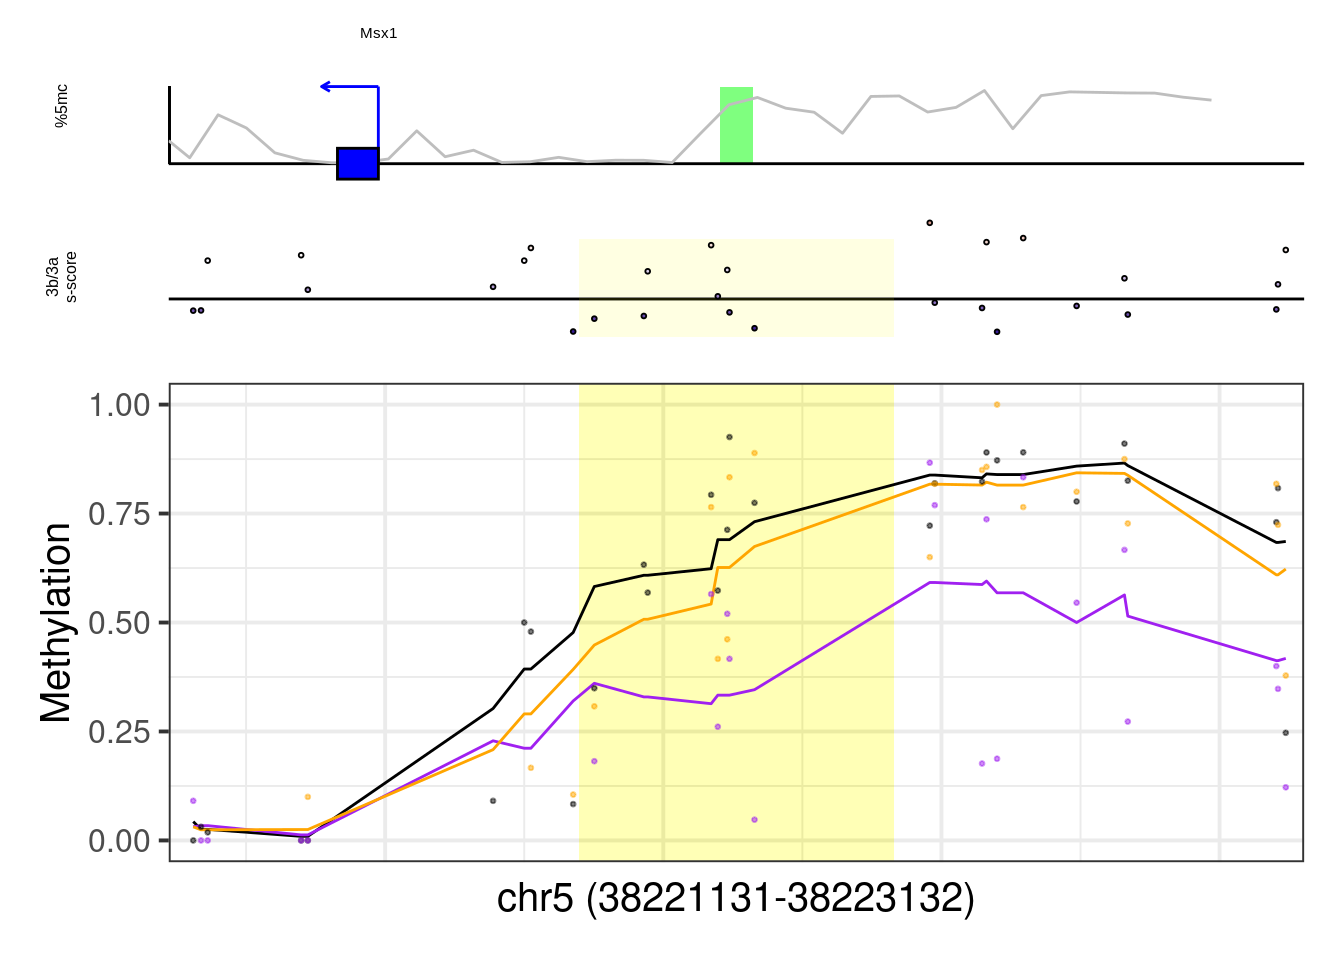 Msx1
%5mc
3b/3a
s-score
1.00
0.75
0.50
0.25
0.00
Methylation
chr5 (38221131-38223132)